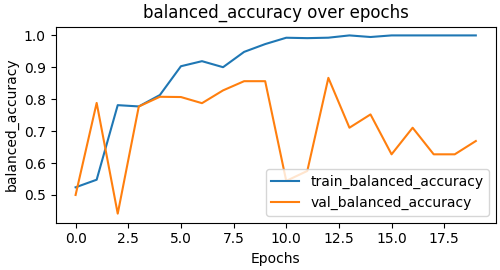 balanced_accuracy over epochs
balanced_accuracy
1.0
0.9
0.8
0.7
0.6
0.5
train_balanced_accuracy
val_balanced_accuracy
0.0 2.5 5.0 7.5 10.0 12.5 15.0 17.5
Epochs